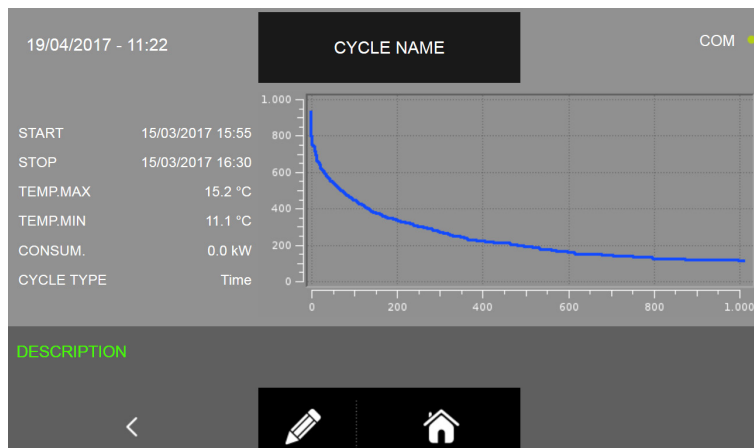 19/04/2017 - 11:22
CYCLE NAME
COM
START 15/03/2017 15:55
STOP 15/03/2017 16:30
TEMP.MAX 15.2 °C
TEMP.MIN 11.1 °C
CONSUM. 0.0 kW
CYCLE TYPE Time
1.000
800
600
400
200
0
0 200 400 600 800 1.000
DESCRIPTION